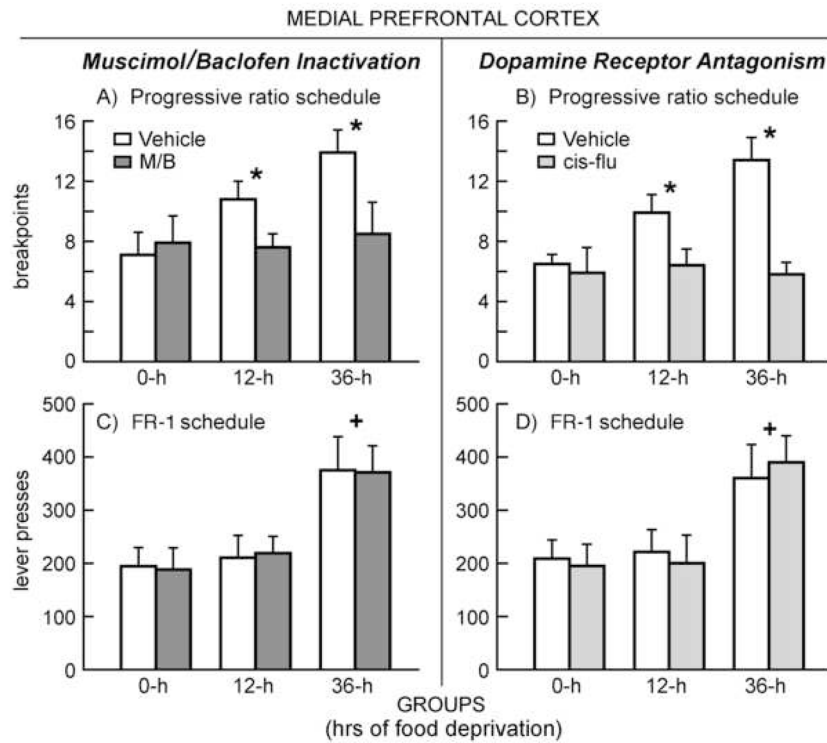 MEDIAL PREFRONTAL CORTEX
Muscimol/Baclofen Inactivation
Dopamine Receptor Antagonism
A) Progressive ratio schedule
B) Progressive ratio schedule
breakpoints
16
12
8
4
0
Vehicle
M/B
*
*
0-h
12-h
36-h
16
12
8
4
0
Vehicle
cis-flu
*
*
0-h
12-h
36-h
C) FR-1 schedule
D) FR-1 schedule
lever presses
500
400
300
200
100
0
+
0-h
12-h
36-h
500
400
300
200
100
0
+
0-h
12-h
36-h
GROUPS
(hrs of food deprivation)